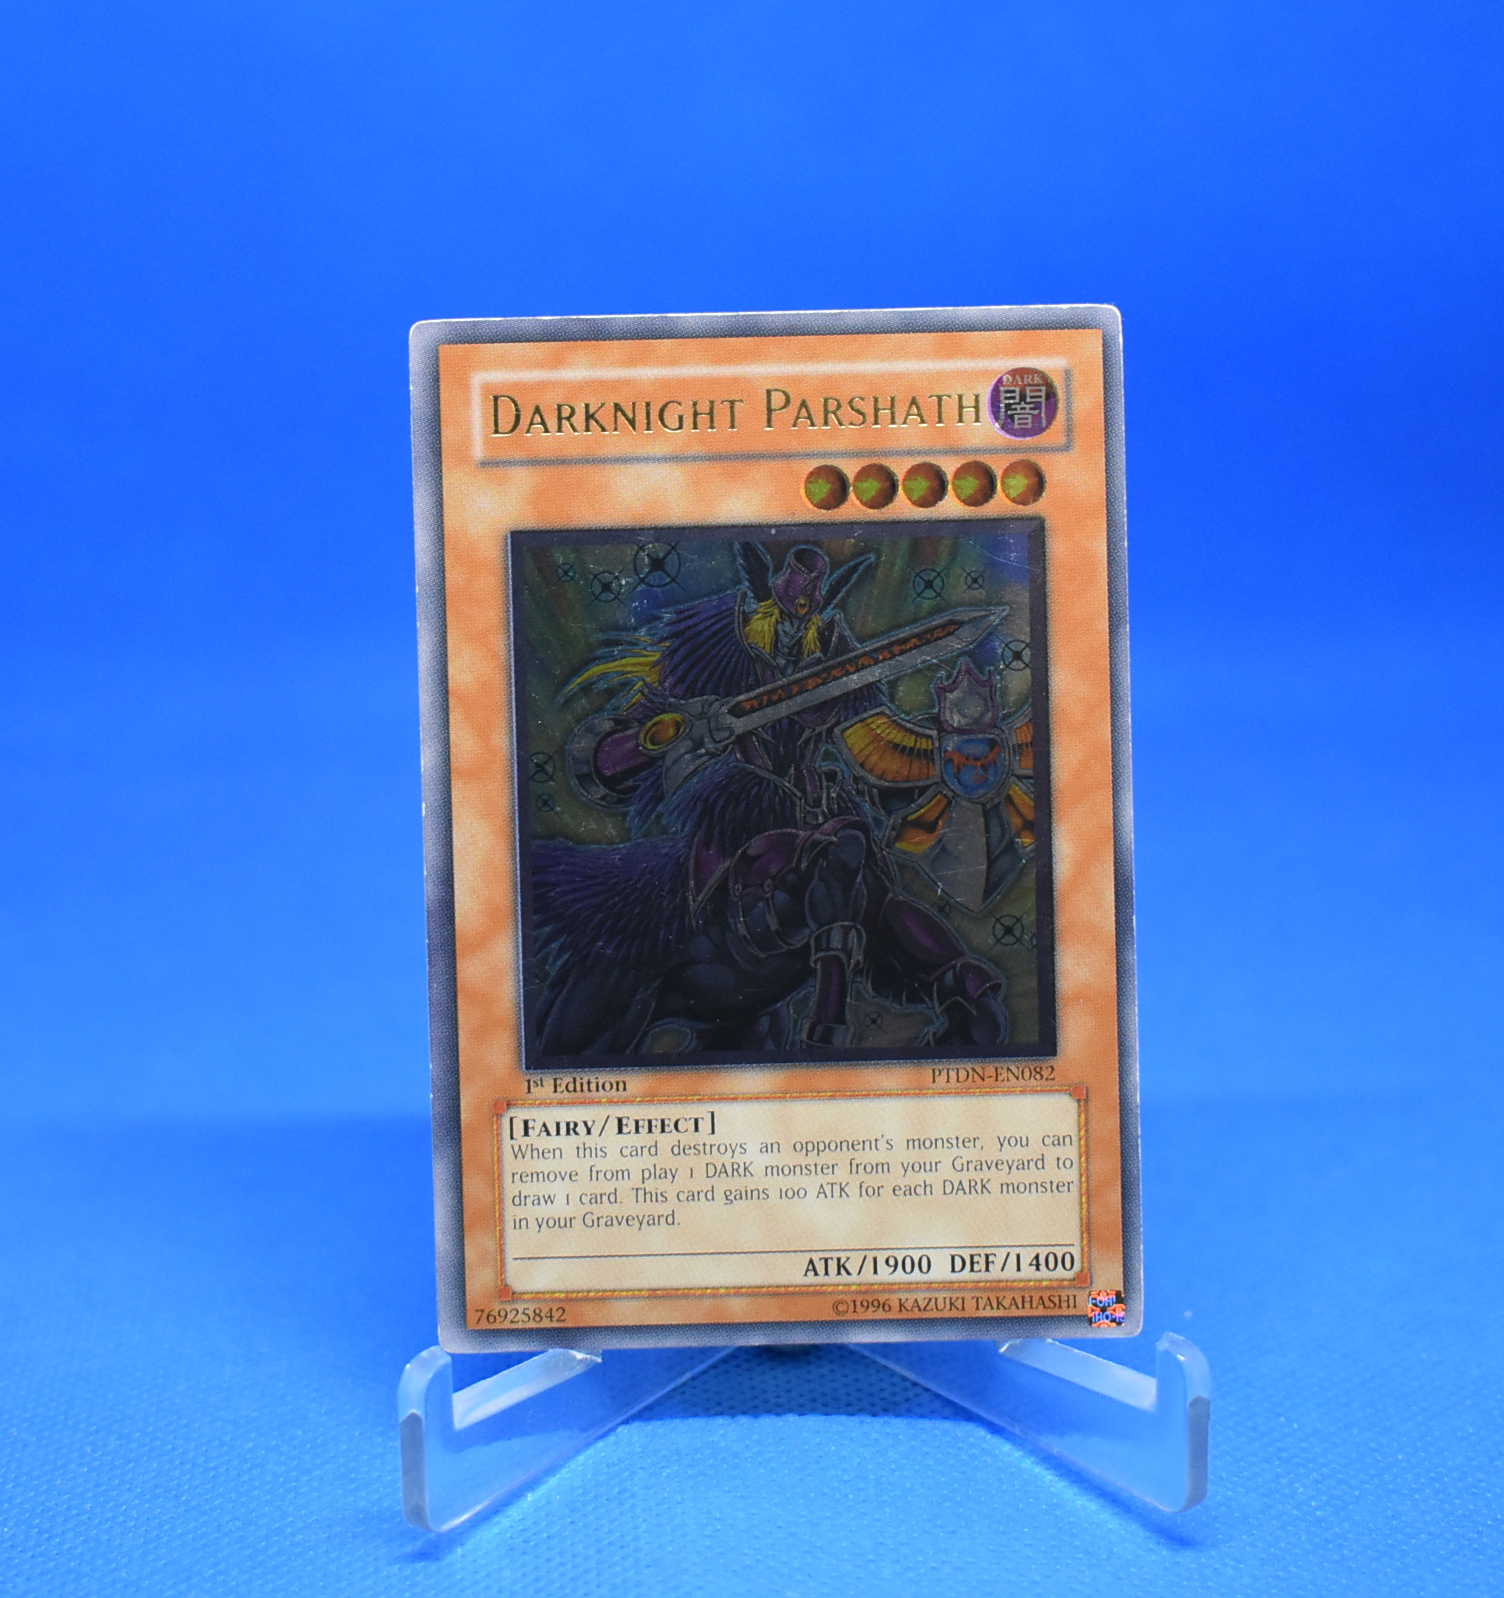 DARKNIGHT PARSHATH
DARK
闇
1st Edition
PTDN-EN082
[FAIRY/EFFECT]
When this card destroys an opponent's monster, you can
remove from play 1 DARK monster from your Graveyard to
draw 1 card. This card gains 100 ATK for each DARK monster
in your Graveyard.
ATK/1900 DEF/1400
76925842
©1996 KAZUKI TAKAHASHI